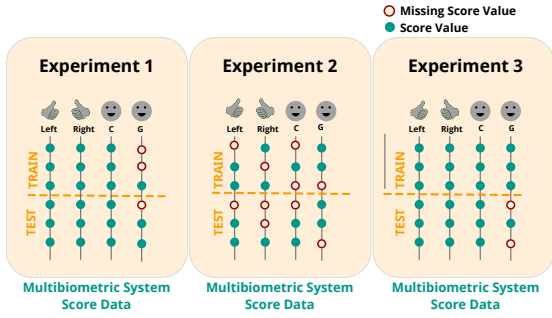 Missing Score Value
Score Value
Experiment 1
Left Right C G
TRAIN
TEST
Multibiometric System
Score Data
Experiment 2
Left Right C G
TRAIN
TEST
Multibiometric System
Score Data
Experiment 3
Left Right C G
TRAIN
TEST
Multibiometric System
Score Data